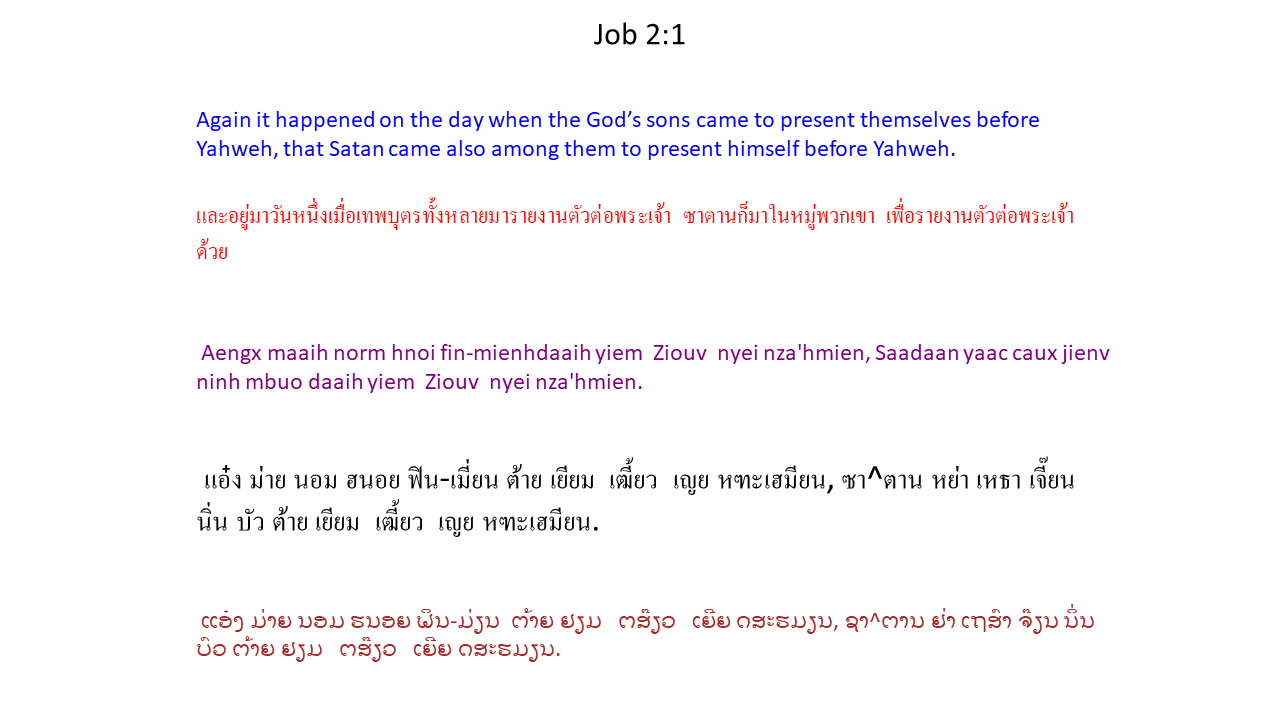 Job 2:1
Again it happened on the day when the God’s sons came to present themselves before
Yahweh, that Satan came also among them to present himself before Yahweh.
และอยู่มาวันหนึ่งเมื่อเทพบุตรทั้งหลายมารายงานตัวต่อพระเจ้า ซาตานก็มาในหมู่พวกเขา เพื่อรายงานตัวต่อพระเจ้า
ด้วย
Aengx maaih norm hnoi fin-mienhdaaih yiem Ziouv nyei nza'hmien, Saadaan yaac caux jienv
ninh mbuo daaih yiem Ziouv nyei nza'hmien.
แอ๋ง ม่าย นอม ฮนอย ฟิน-เมี่ยน ต้าย เยียม เฒี้ยว เญย หฑะเฮมียน, ซา^ตาน หย่า เหธา เจี๊ยน
นิ่น บัว ต้าย เยียม เฒี้ยว เญย หฑะเฮมียน.
ແອ໋ງ ມ່າຍ ນອມ ຮນອຍ ຟິນ-ມ່ຽນ ຕ້າຍ ຢຽມ ຕສ໊ຽວ ເຍີຍ ດສະຮມຽນ, ຊາ^ຕານ ຢ່າ ເຖສົາ ຈ໊ຽນ ນິ່ນ
ບົວ ຕ້າຍ ຢຽມ ຕສ໊ຽວ ເຍີຍ ດສະຮມຽນ.